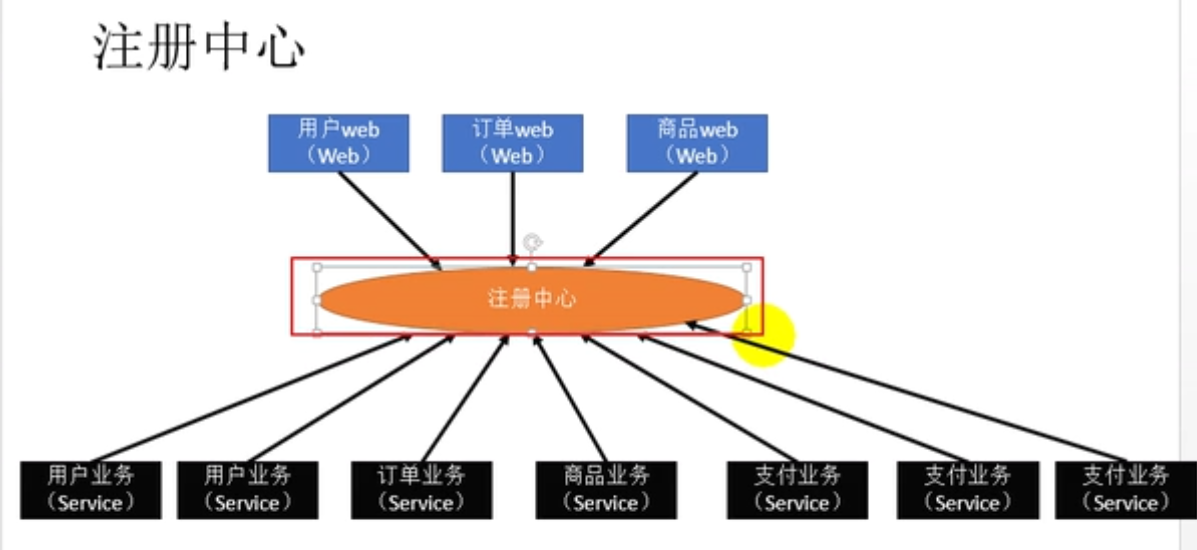 注册中心
用户web
（Web）
订单web
（Web）
商品web
（Web）
注册中心
用户业务
（Service）
用户业务
（Service）
订单业务
（Service）
商品业务
（Service）
支付业务
（Service）
支付业务
（Service）
支付业务
（Service）